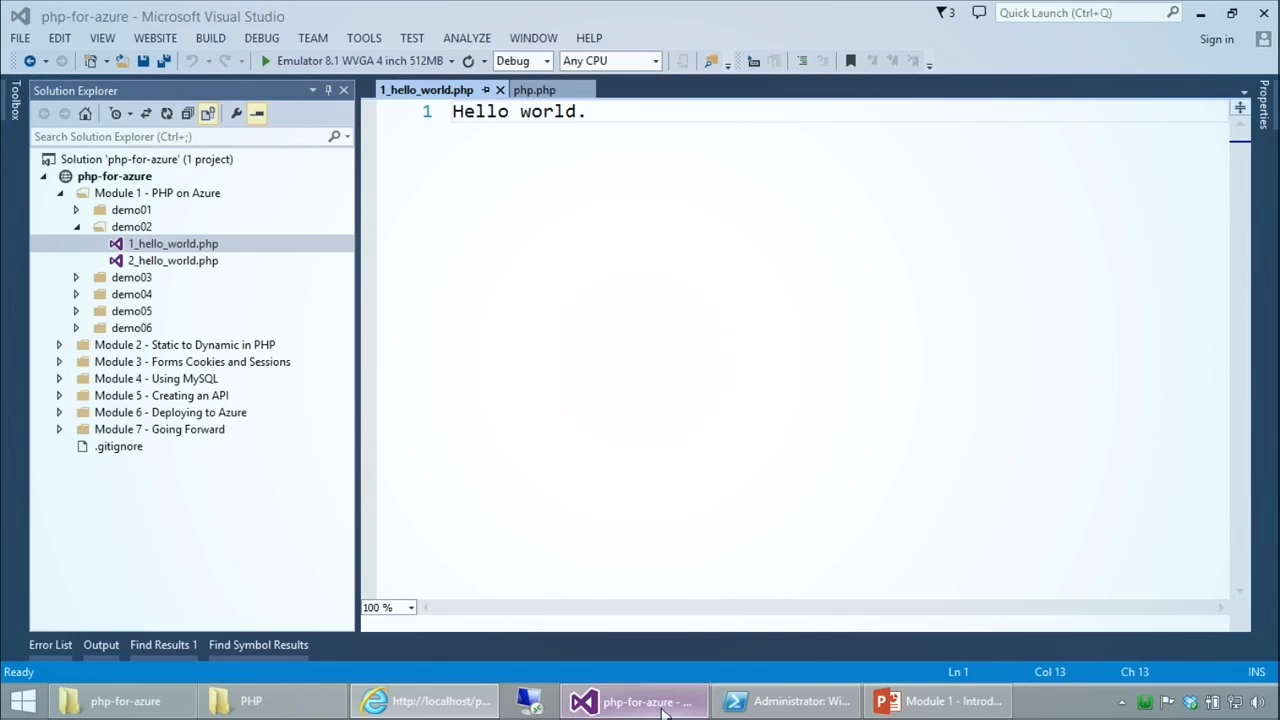 php-for-azure - Microsoft Visual Studio
3
Quick Launch (Ctrl+Q)
FILE EDIT VIEW WEBSITE BUILD DEBUG TEAM TOOLS TEST ANALYZE WINDOW HELP
Sign in
Emulator 8.1 WVGA 4 inch 512MB Debug Any CPU
Toolbox
Solution Explorer
Search Solution Explorer (Ctrl+;)
Solution 'php-for-azure' (1 project)
php-for-azure
Module 1 - PHP on Azure
demo01
demo02
1_hello_world.php
2_hello_world.php
demo03
demo04
demo05
demo06
Module 2 - Static to Dynamic in PHP
Module 3 - Forms Cookies and Sessions
Module 4 - Using MySQL
Module 5 - Creating an API
Module 6 - Deploying to Azure
Module 7 - Going Forward
.gitignore
1_hello_world.php php.php
1 Hello world.
100 %
Properties
Error List Output Find Results 1 Find Symbol Results
Ready Ln 1 Col 13 Ch 13 INS
php-for-azure PHP http://localhost/p... php-for-azure - ... Administrator: Wi... Module 1 - Introd...